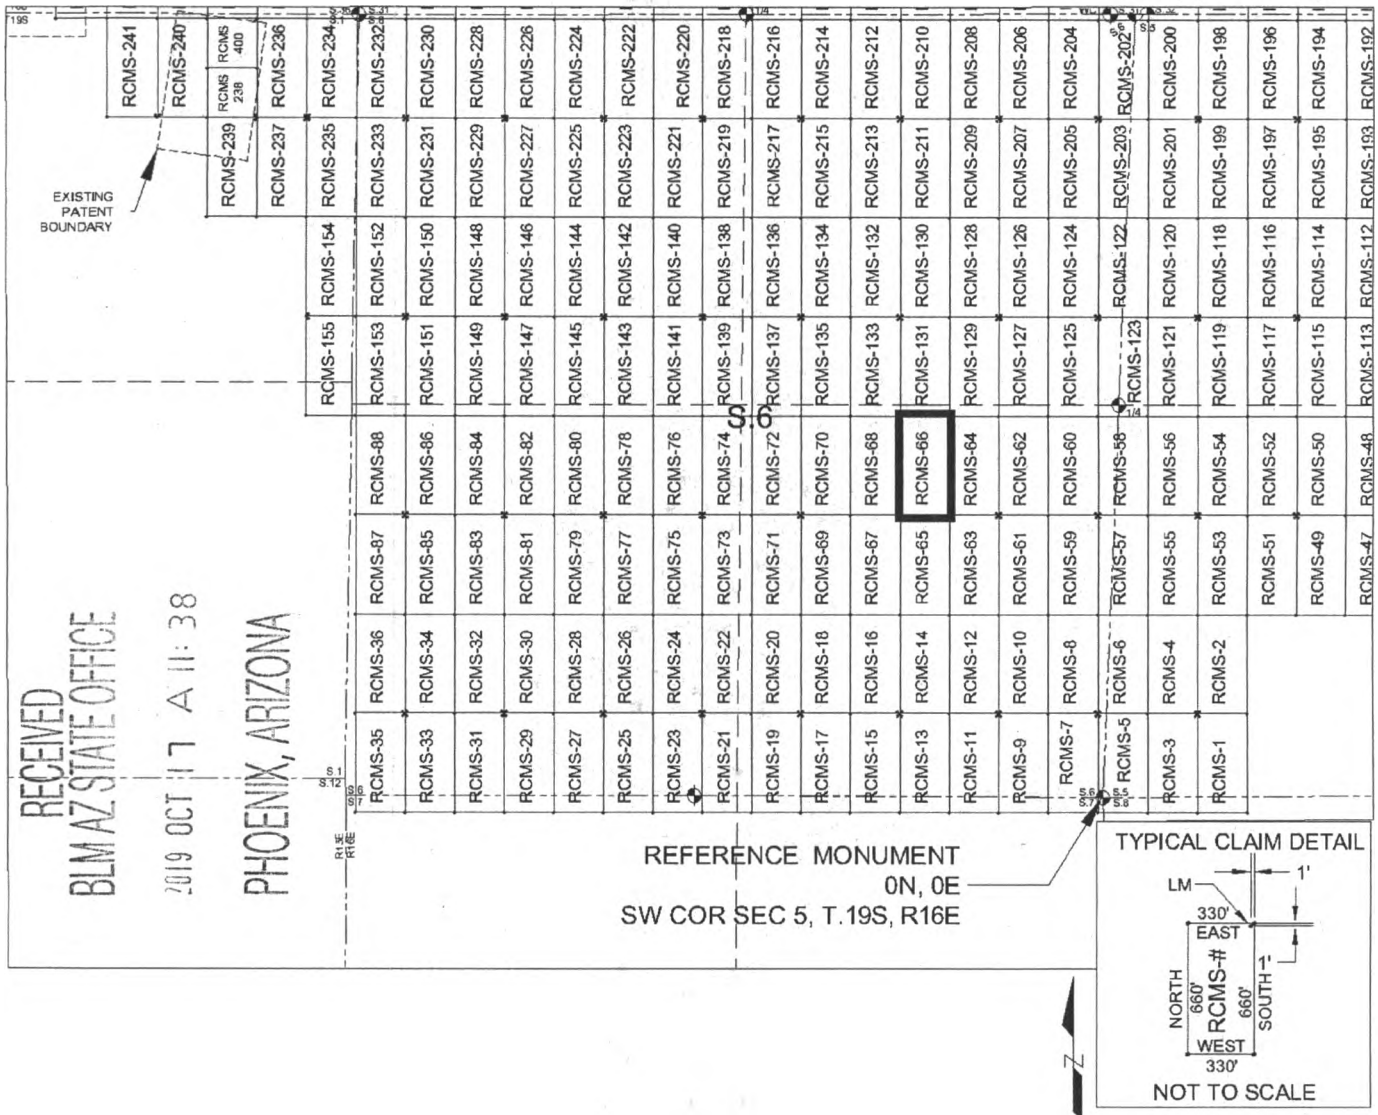 T19S
S.36 S.31
S.1 S.6
1/4
WC
S.6 S.5
RCMS-241 RCMS-240 RCMS 400 RCMS-236 RCMS-234 RCMS-232 RCMS-230 RCMS-228 RCMS-226 RCMS-224 RCMS-222 RCMS-220 RCMS-218 RCMS-216 RCMS-214 RCMS-212 RCMS-210 RCMS-208 RCMS-206 RCMS-204 RCMS-202 RCMS-200 RCMS-198 RCMS-196 RCMS-194 RCMS-192
RCMS 238
RCMS-239 RCMS-237 RCMS-235 RCMS-233 RCMS-231 RCMS-229 RCMS-227 RCMS-225 RCMS-223 RCMS-221 RCMS-219 RCMS-217 RCMS-215 RCMS-213 RCMS-211 RCMS-209 RCMS-207 RCMS-205 RCMS-203 RCMS-201 RCMS-199 RCMS-197 RCMS-195 RCMS-193
EXISTING
PATENT
BOUNDARY
RCMS-154 RCMS-152 RCMS-150 RCMS-148 RCMS-146 RCMS-144 RCMS-142 RCMS-140 RCMS-138 RCMS-136 RCMS-134 RCMS-132 RCMS-130 RCMS-128 RCMS-126 RCMS-124 RCMS-122 RCMS-120 RCMS-118 RCMS-116 RCMS-114 RCMS-112
RCMS-155 RCMS-153 RCMS-151 RCMS-149 RCMS-147 RCMS-145 RCMS-143 RCMS-141 RCMS-139 RCMS-137 RCMS-135 RCMS-133 RCMS-131 RCMS-129 RCMS-127 RCMS-125 RCMS-123 RCMS-121 RCMS-119 RCMS-117 RCMS-115 RCMS-113
1/4
S.6
RCMS-88 RCMS-86 RCMS-84 RCMS-82 RCMS-80 RCMS-78 RCMS-76 RCMS-74 RCMS-72 RCMS-70 RCMS-68 RCMS-66 RCMS-64 RCMS-62 RCMS-60 RCMS-58 RCMS-56 RCMS-54 RCMS-52 RCMS-50 RCMS-48
RCMS-87 RCMS-85 RCMS-83 RCMS-81 RCMS-79 RCMS-77 RCMS-75 RCMS-73 RCMS-71 RCMS-69 RCMS-67 RCMS-65 RCMS-63 RCMS-61 RCMS-59 RCMS-57 RCMS-55 RCMS-53 RCMS-51 RCMS-49 RCMS-47
RCMS-36 RCMS-34 RCMS-32 RCMS-30 RCMS-28 RCMS-26 RCMS-24 RCMS-22 RCMS-20 RCMS-18 RCMS-16 RCMS-14 RCMS-12 RCMS-10 RCMS-8 RCMS-6 RCMS-4 RCMS-2
RCMS-35 RCMS-33 RCMS-31 RCMS-29 RCMS-27 RCMS-25 RCMS-23 RCMS-21 RCMS-19 RCMS-17 RCMS-15 RCMS-13 RCMS-11 RCMS-9 RCMS-7 RCMS-5 RCMS-3 RCMS-1
RECEIVED
BLM AZ STATE OFFICE
2019 OCT 17 A 11: 38
PHOENIX, ARIZONA
S.1
S.12
S.6
S.7
S.6 S.5
S.7 S.8
R16E
REFERENCE MONUMENT
0N, 0E
SW COR SEC 5, T.19S, R16E
TYPICAL CLAIM DETAIL
1'
LM
330'
EAST
1'
NORTH
660'
RCMS-#
660'
SOUTH
WEST
330'
NOT TO SCALE
N